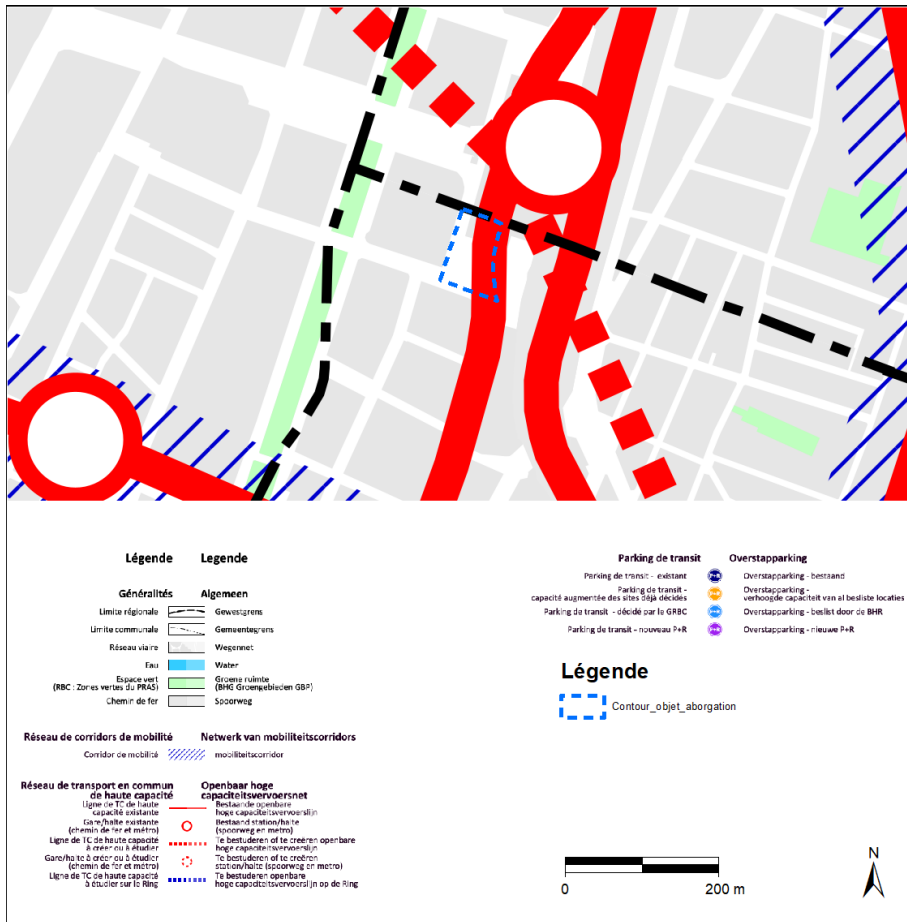 Légende Legende
Généralités Algemeen
Limite régionale Gewestgrens
Limite communale Gemeentegrens
Réseau viaire Wegennet
Eau Water
Espace vert
(RBC : Zones vertes du PRAS)
Groene ruimte
(BHG Groengebieden GBP)
Chemin de fer Spoorweg
Réseau de corridors de mobilité Netwerk van mobiliteitscorridors
Corridor de mobilité mobiliteitscorridor
Réseau de transport en commun
de haute capacité
Openbaar hoge
capaciteitsvervoersnet
Ligne de TC de haute
capacité existante
Bestaande openbare
hoge capaciteitsvervoerslijn
Gare/halte existante
(chemin de fer et métro)
Bestaand station/halte
(spoorweg en metro)
Ligne de TC de haute capacité
à créer ou à étudier
Te bestuderen of te creëren openbare
hoge capaciteitsvervoerslijn
Gare/halte à créer ou à étudier
(chemin de fer et métro)
Te bestuderen of te creëren
station/halte (spoorweg en metro)
Ligne de TC de haute capacité
à étudier sur le Ring
Te bestuderen openbare
hoge capaciteitsvervoerslijn op de Ring
Parking de transit Overstapparking
Parking de transit - existant P+R Overstapparking - bestaand
Parking de transit -
capacité augmentée des sites déjà décidés
P+R
Overstapparking -
verhoogde capaciteit van al besliste locaties
Parking de transit - décidé par le GRBC P+R Overstapparking - beslist door de BHR
Parking de transit - nouveau P+R P+R Overstapparking - nieuwe P+R
Légende
Contour_objet_aborgation
0 200 m
N